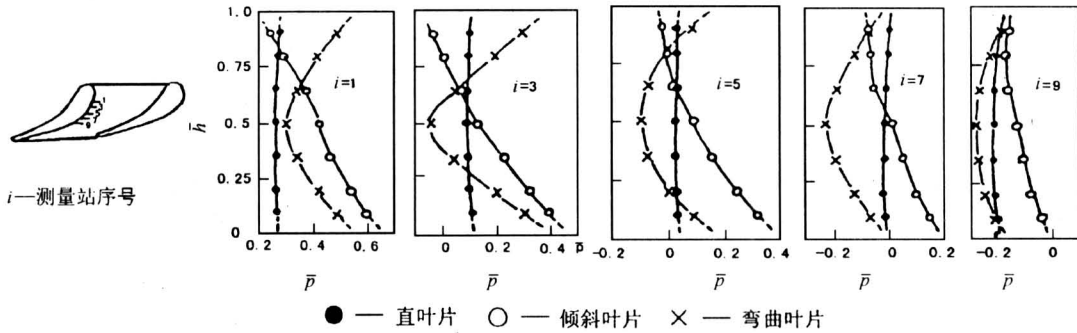 1.0
0.75
h̄
0.5
0.25
0
i=1
i=3
i=5
i=7
i=9
i—测量站序号
0.2 0.4 0.6
0 0.2 0.4 p̄
-0.2 0 0.2 0.4
-0.2 0 0.2
-0.2 0
p̄ p̄ p̄ p̄ p̄
● — 直叶片 ○ — 倾斜叶片 × — 弯曲叶片